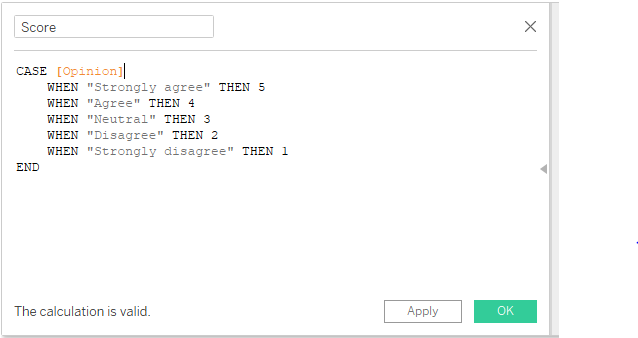 Score
CASE [Opinion]
    WHEN "Strongly agree" THEN 5
    WHEN "Agree" THEN 4
    WHEN "Neutral" THEN 3
    WHEN "Disagree" THEN 2
    WHEN "Strongly disagree" THEN 1
END
The calculation is valid. Apply OK